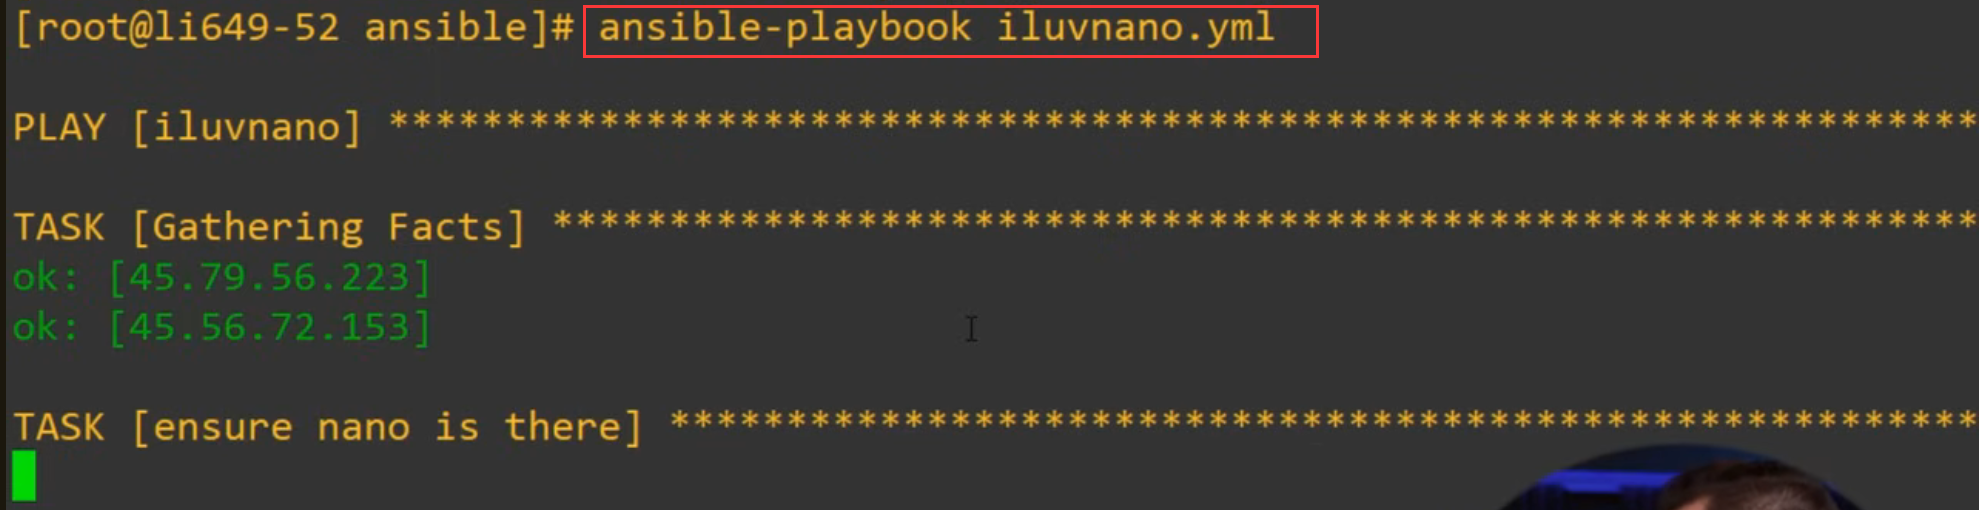 [root@li649-52 ansible]# ansible-playbook iluvnano.yml
PLAY [iluvnano] *******************************************************************
TASK [Gathering Facts] *************************************************************
ok: [45.79.56.223]
ok: [45.56.72.153]
TASK [ensure nano is there] ********************************************************